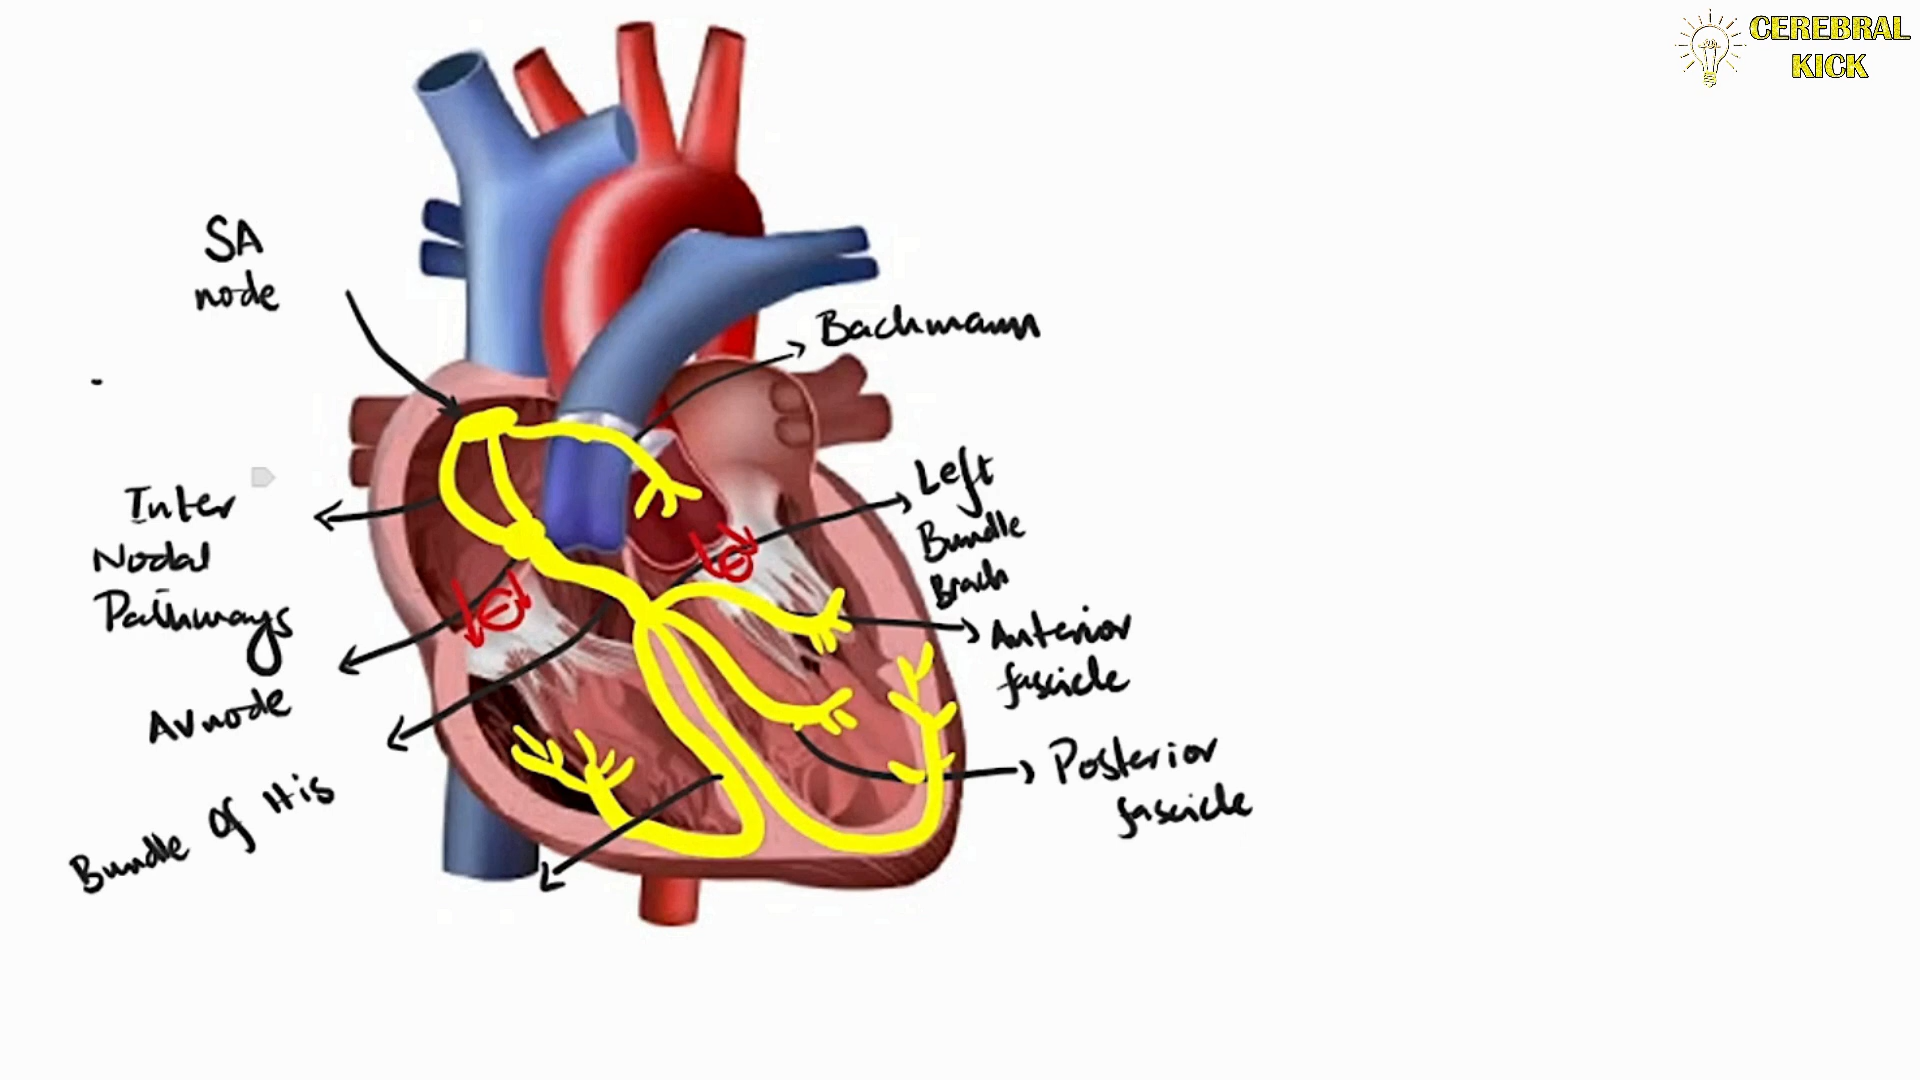 CEREBRAL
KICK
SA
node
Bachmann
Left
Bundle
Brach
Inter
Nodal
Pathways
Anterior
fascicle
AV node
Posterior
fascicle
Bundle Of His